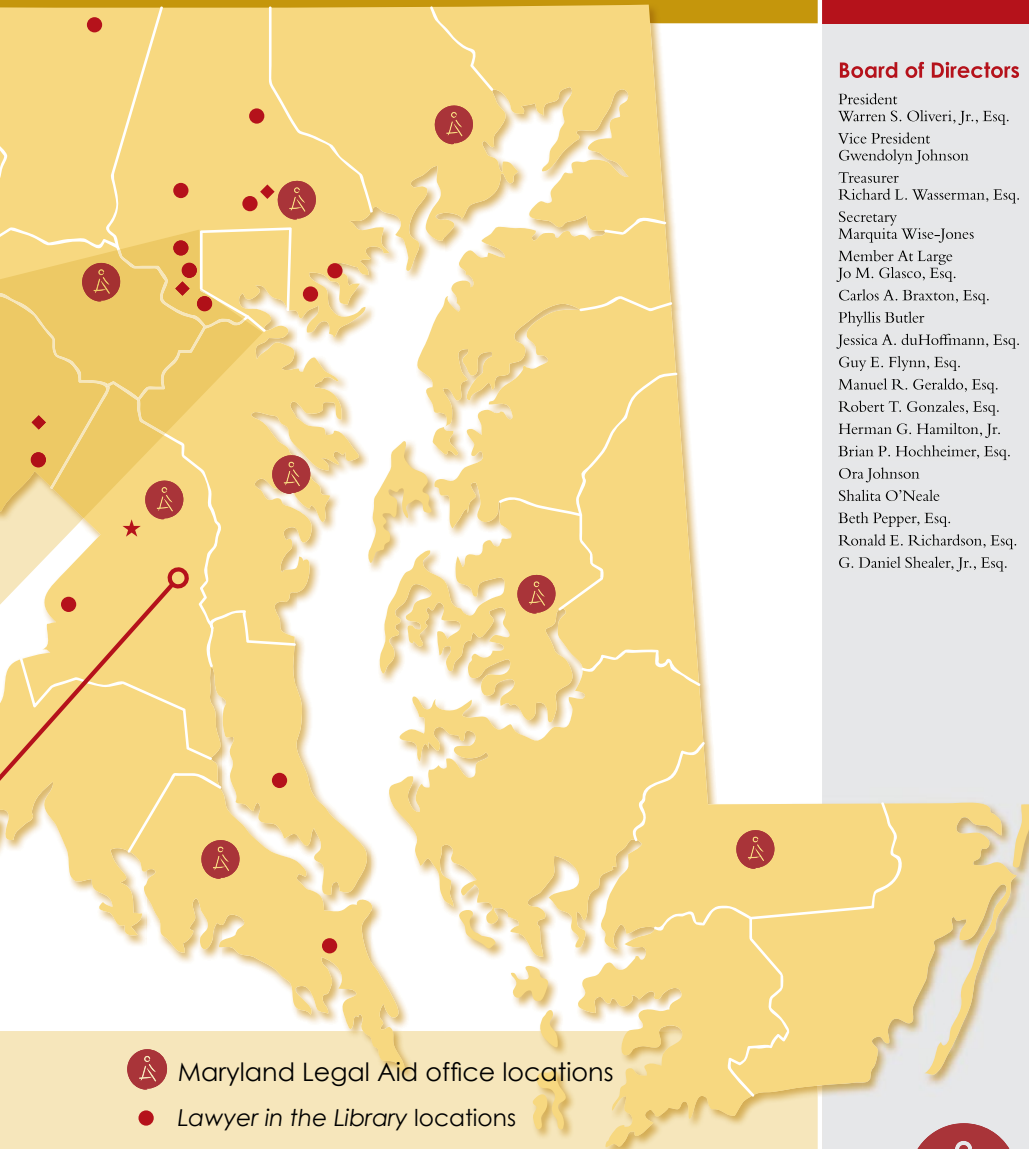 Board of Directors
President
Warren S. Oliveri, Jr., Esq.
Vice President
Gwendolyn Johnson
Treasurer
Richard L. Wasserman, Esq.
Secretary
Marquita Wise-Jones
Member At Large
Jo M. Glasco, Esq.
Carlos A. Braxton, Esq.
Phyllis Butler
Jessica A. duHoffmann, Esq.
Guy E. Flynn, Esq.
Manuel R. Geraldo, Esq.
Robert T. Gonzales, Esq.
Herman G. Hamilton, Jr.
Brian P. Hochheimer, Esq.
Ora Johnson
Shalita O’Neale
Beth Pepper, Esq.
Ronald E. Richardson, Esq.
G. Daniel Shealer, Jr., Esq.
Maryland Legal Aid office locations
Lawyer in the Library locations